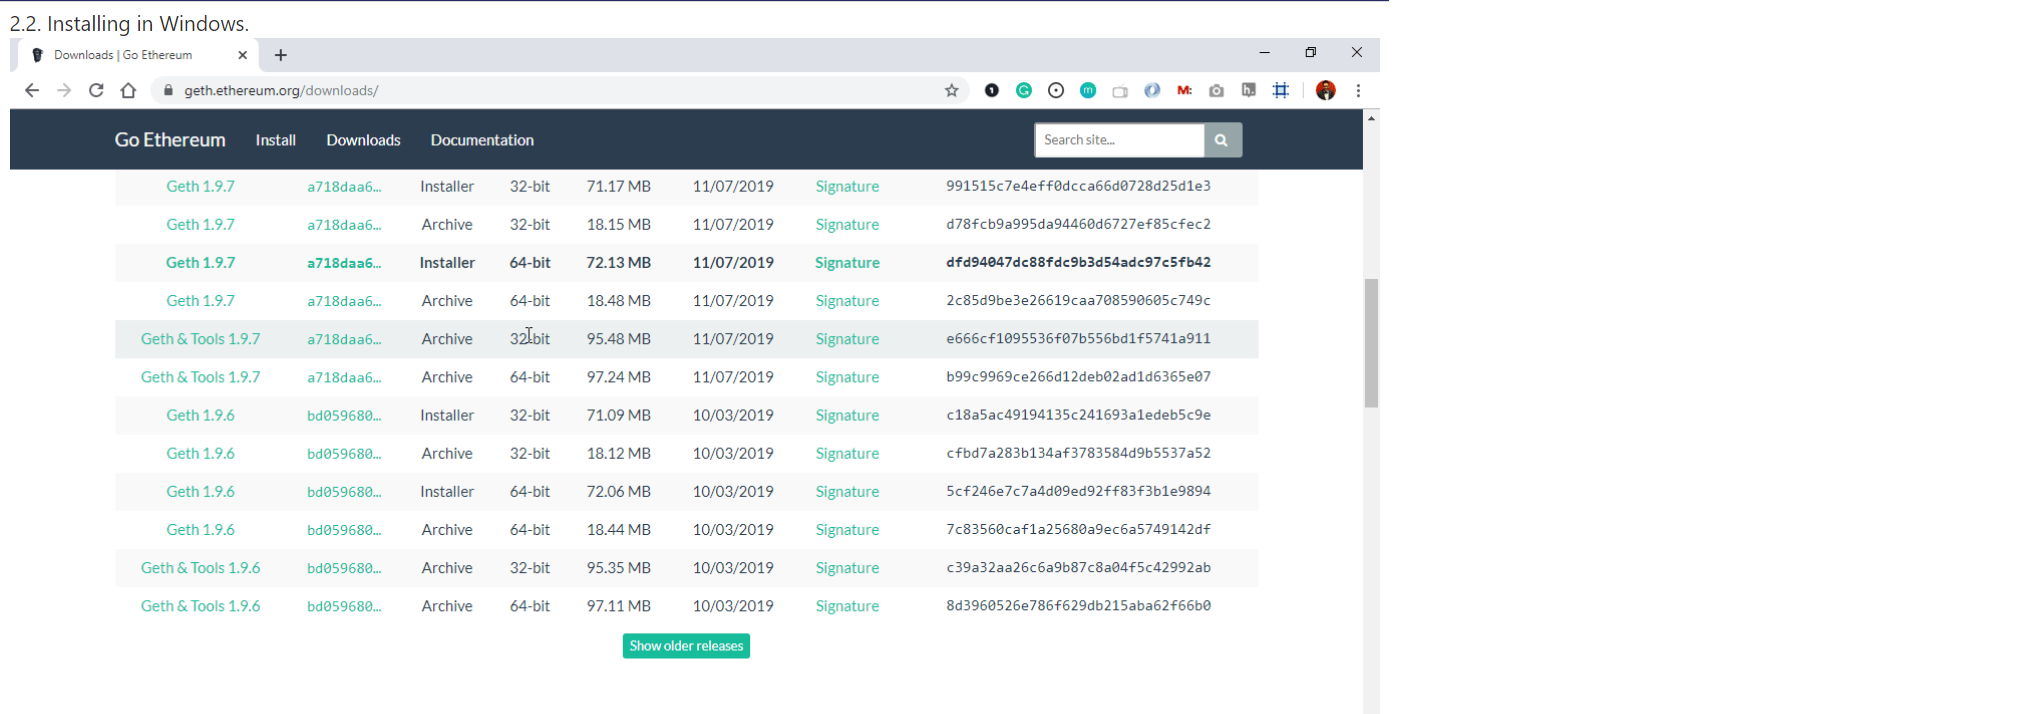 2.2. Installing in Windows.
Downloads | Go Ethereum
geth.ethereum.org/downloads/
Go Ethereum Install Downloads Documentation Search site...
Geth 1.9.7 a718daa6... Installer 32-bit 71.17 MB 11/07/2019 Signature 991515c7e4eff0dcca66d0728d25d1e3
Geth 1.9.7 a718daa6... Archive 32-bit 18.15 MB 11/07/2019 Signature d78fcb9a995da94460d6727ef85cfec2
Geth 1.9.7 a718daa6... Installer 64-bit 72.13 MB 11/07/2019 Signature dfd94047dc88fdc9b3d54adc97c5fb42
Geth 1.9.7 a718daa6... Archive 64-bit 18.48 MB 11/07/2019 Signature 2c85d9be3e26619caa708590605c749c
Geth & Tools 1.9.7 a718daa6... Archive 32-bit 95.48 MB 11/07/2019 Signature e666cf1095536f07b556bd1f5741a911
Geth & Tools 1.9.7 a718daa6... Archive 64-bit 97.24 MB 11/07/2019 Signature b99c9969ce266d12deb02ad1d6365e07
Geth 1.9.6 bd059680... Installer 32-bit 71.09 MB 10/03/2019 Signature c18a5ac49194135c241693a1edeb5c9e
Geth 1.9.6 bd059680... Archive 32-bit 18.12 MB 10/03/2019 Signature cfbd7a283b134af3783584d9b5537a52
Geth 1.9.6 bd059680... Installer 64-bit 72.06 MB 10/03/2019 Signature 5cf246e7c7a4d09ed92ff83f3b1e9894
Geth 1.9.6 bd059680... Archive 64-bit 18.44 MB 10/03/2019 Signature 7c83560caf1a25680a9ec6a5749142df
Geth & Tools 1.9.6 bd059680... Archive 32-bit 95.35 MB 10/03/2019 Signature c39a32aa26c6a9b87c8a04f5c42992ab
Geth & Tools 1.9.6 bd059680... Archive 64-bit 97.11 MB 10/03/2019 Signature 8d3960526e786f629db215aba62f66b0
Show older releases